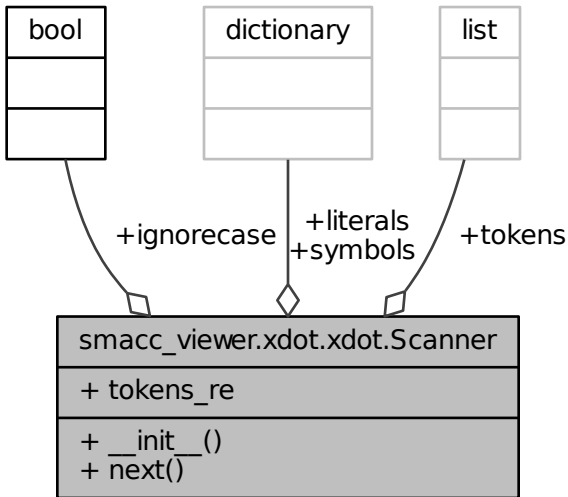 bool
dictionary
list
+ignorecase
+literals
+symbols
+tokens
smacc_viewer.xdot.xdot.Scanner
+ tokens_re
+ __init__()
+ next()